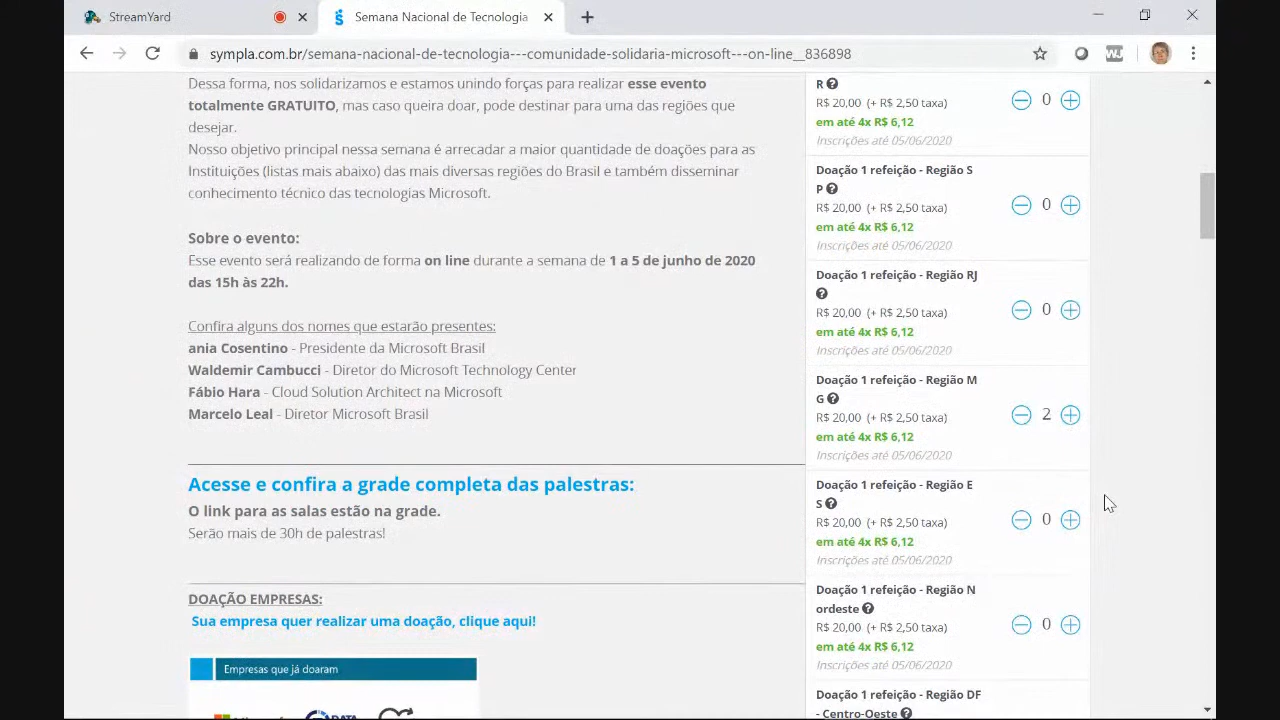 StreamYard
Semana Nacional de Tecnologia
sympla.com.br/semana-nacional-de-tecnologia---comunidade-solidaria-microsoft---on-line__836898
Dessa forma, nos solidarizamos e estamos unindo forças para realizar esse evento
totalmente GRATUITO, mas caso queira doar, pode destinar para uma das regiões que
desejar.
Nosso objetivo principal nessa semana é arrecadar a maior quantidade de doações para as
Instituições (listas mais abaixo) das mais diversas regiões do Brasil e também disseminar
conhecimento técnico das tecnologias Microsoft.
Sobre o evento:
Esse evento será realizando de forma on line durante a semana de 1 a 5 de junho de 2020
das 15h às 22h.
Confira alguns dos nomes que estarão presentes:
ania Cosentino - Presidente da Microsoft Brasil
Waldemir Cambucci - Diretor do Microsoft Technology Center
Fábio Hara - Cloud Solution Architect na Microsoft
Marcelo Leal - Diretor Microsoft Brasil
Acesse e confira a grade completa das palestras:
O link para as salas estão na grade.
Serão mais de 30h de palestras!
DOAÇÃO EMPRESAS:
Sua empresa quer realizar uma doação, clique aqui!
Empresas que já doaram
DATA
R
R$ 20,00 (+ R$ 2,50 taxa)
0
em até 4x R$ 6,12
Inscrições até 05/06/2020
Doação 1 refeição - Região S
P
R$ 20,00 (+ R$ 2,50 taxa)
0
em até 4x R$ 6,12
Inscrições até 05/06/2020
Doação 1 refeição - Região RJ
R$ 20,00 (+ R$ 2,50 taxa)
0
em até 4x R$ 6,12
Inscrições até 05/06/2020
Doação 1 refeição - Região M
G
R$ 20,00 (+ R$ 2,50 taxa)
2
em até 4x R$ 6,12
Inscrições até 05/06/2020
Doação 1 refeição - Região E
S
R$ 20,00 (+ R$ 2,50 taxa)
0
em até 4x R$ 6,12
Inscrições até 05/06/2020
Doação 1 refeição - Região N
ordeste
R$ 20,00 (+ R$ 2,50 taxa)
0
em até 4x R$ 6,12
Inscrições até 05/06/2020
Doação 1 refeição - Região DF
- Centro-Oeste